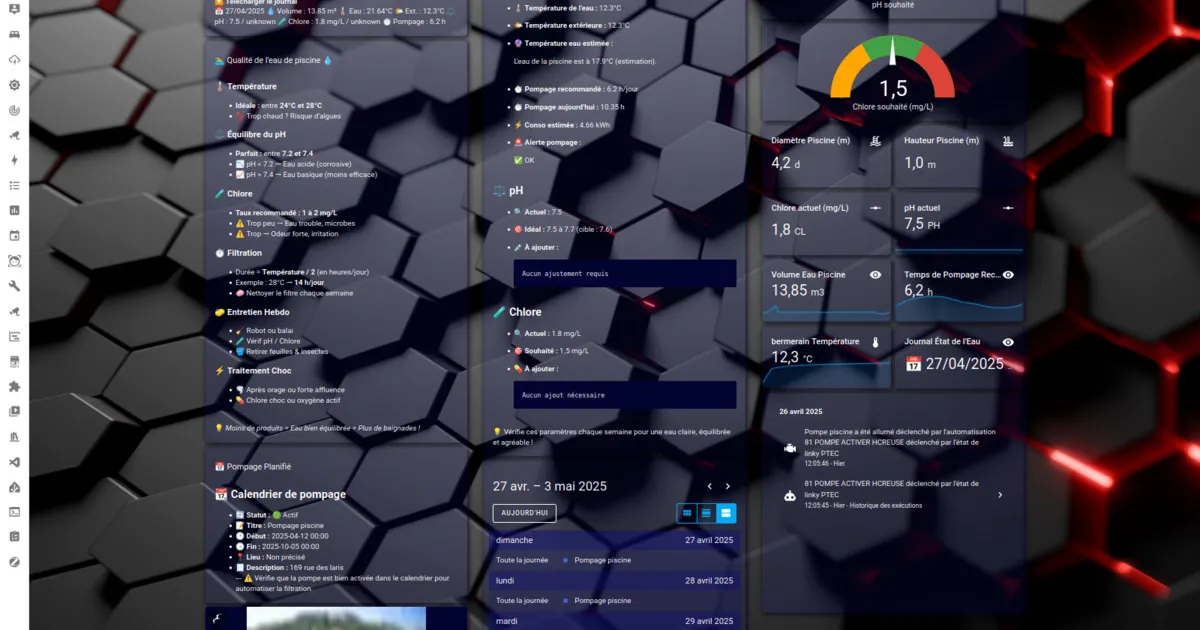 Télécharger le journal
27/04/2025 Volume : 13.85 m³ Eau : 21.64°C Ext. : 12.3°C
pH : 7.5 / unknown Chlore : 1.8 mg/L / unknown Pompage : 6.2 h
Qualité de l'eau de piscine
Température
Idéale : entre 24°C et 28°C
Trop chaud ? Risque d'algues
Équilibre du pH
Parfait : entre 7.2 et 7.4
pH < 7.2 → Eau acide (corrosive)
pH > 7.4 → Eau basique (moins efficace)
Chlore
Taux recommandé : 1 à 2 mg/L
Trop peu → Eau trouble, microbes
Trop → Odeur forte, irritation
Filtration
Durée = Température / 2 (en heures/jour)
Exemple : 28°C → 14 h/jour
Nettoyer le filtre chaque semaine
Entretien Hebdo
Robot ou balai
Vérif pH / Chlore
Retirer feuilles & insectes
Traitement Choc
Après orage ou forte affluence
Chlore choc ou oxygène actif
Moins de produits = Eau bien équilibrée = Plus de baignades !
Pompage Planifié
Calendrier de pompage
Statut : Actif
Titre : Pompage piscine
Début : 2025-04-12 00:00
Fin : 2025-10-05 00:00
Lieu : Non précisé
Description : 169 rue des laris
— Vérifie que la pompe est bien activée dans le calendrier pour
automatiser la filtration.
Température de l'eau : 12.3°C
Température extérieure : 12.3°C
Température eau estimée :
L'eau de la piscine est à 17.9°C (estimation).
Pompage recommandé : 6.2 h/jour
Pompage aujourd'hui : 10.35 h
Conso estimée : 4.66 kWh
Alerte pompage :
OK
pH
Actuel : 7.5
Idéal : 7.5 à 7.7 (cible : 7.6)
À ajouter :
Aucun ajustement requis
Chlore
Actuel : 1.8 mg/L
Souhaité : 1.5 mg/L
À ajouter :
Aucun ajout nécessaire
Vérifie ces paramètres chaque semaine pour une eau claire, équilibrée
et agréable !
27 avr. – 3 mai 2025
AUJOURD'HUI
dimanche 27 avril 2025
Toute la journée Pompage piscine
lundi 28 avril 2025
Toute la journée Pompage piscine
mardi 29 avril 2025
pH souhaité
1,5
Chlore souhaité (mg/L)
Diamètre Piscine (m)
4,2 d
Hauteur Piscine (m)
1,0 m
Chlore actuel (mg/L)
1,8 CL
pH actuel
7,5 PH
Volume Eau Piscine
13,85 m3
Temps de Pompage Rec...
6,2 h
bermerain Température
12,3 °C
Journal État de l'Eau
📅 27/04/2025 ...
26 avril 2025
Pompe piscine a été allumé déclenché par l'automatisation
81 POMPE ACTIVER HCREUSE déclenché par l'état de
linky PTEC
12:05:46 - Hier
81 POMPE ACTIVER HCREUSE déclenché par l'état de
linky PTEC
12:05:45 - Hier - Historique des exécutions